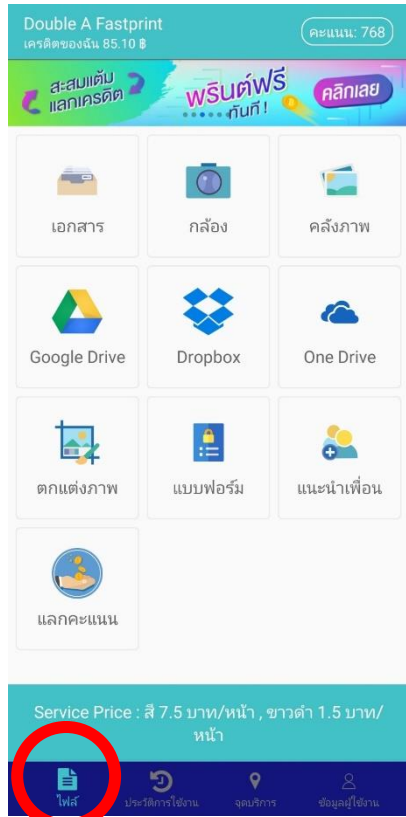 Double A Fastprint
เครดิตของฉัน 85.10 ฿
คะแนน: 768
สะสมแต้ม
แลกเครดิต
พรินต์ฟรี
ทันที!
คลิกเลย
เอกสาร
กล้อง
คลังภาพ
Google Drive
Dropbox
One Drive
ตกแต่งภาพ
แบบฟอร์ม
แนะนำเพื่อน
แลกคะแนน
Service Price : สี 7.5 บาท/หน้า , ขาวดำ 1.5 บาท/
หน้า
ไฟล์
ประวัติการใช้งาน
จุดบริการ
ข้อมูลผู้ใช้งาน